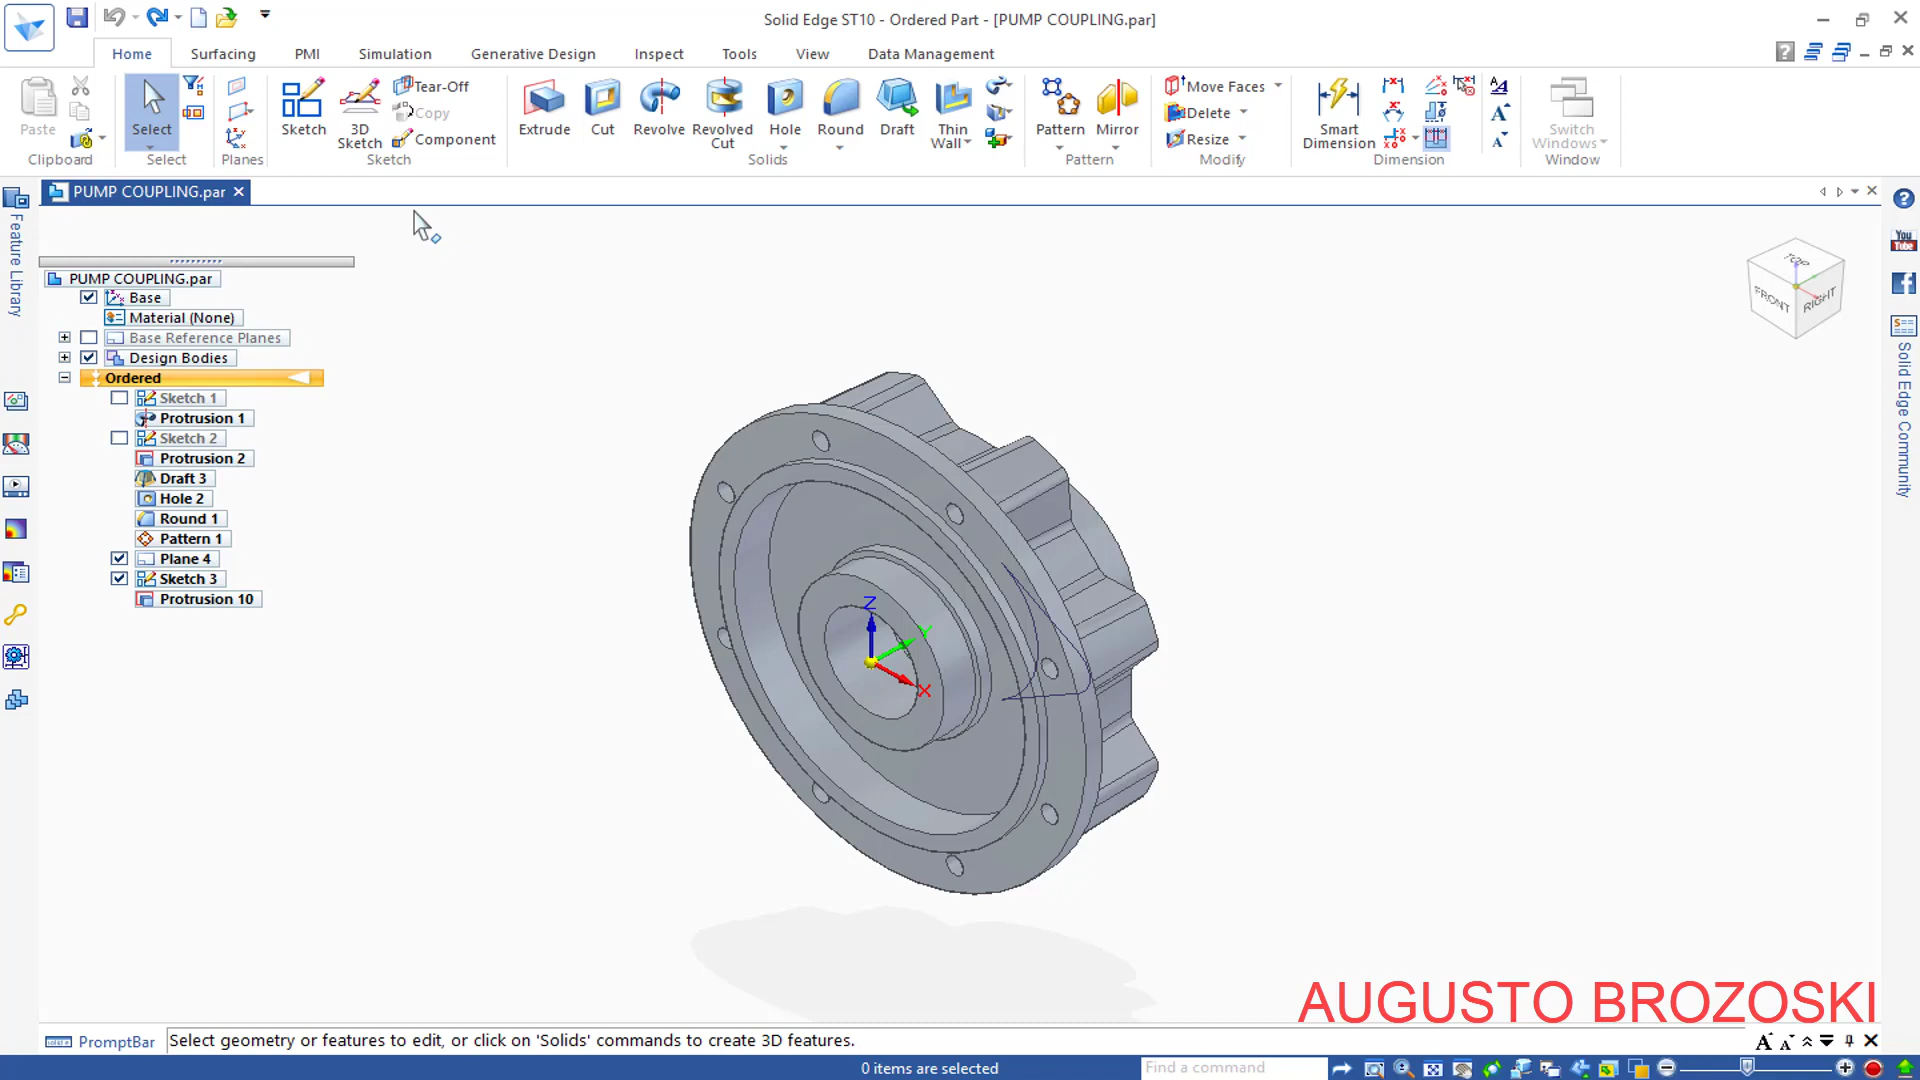 Solid Edge ST10 - Ordered Part - [PUMP COUPLING.par]
Home
Surfacing
PMI
Simulation
Generative Design
Inspect
Tools
View
Data Management
Paste
Clipboard
Select
Select
Planes
Sketch
3D Sketch
Tear-Off
Copy
Component
Sketch
Extrude
Cut
Revolve
Revolved Cut
Hole
Round
Draft
Thin Wall
Solids
Pattern
Mirror
Pattern
Move Faces
Delete
Resize
Modify
Smart Dimension
Dimension
Switch Windows
Window
PUMP COUPLING.par
Feature Library
PUMP COUPLING.par
Base
Material (None)
Base Reference Planes
Design Bodies
Ordered
Sketch 1
Protrusion 1
Sketch 2
Protrusion 2
Draft 3
Hole 2
Round 1
Pattern 1
Plane 4
Sketch 3
Protrusion 10
Z
Y
X
TOP
FRONT
RIGHT
You Tube
Solid Edge Community
AUGUSTO BROZOSKI
PromptBar
Select geometry or features to edit, or click on 'Solids' commands to create 3D features.
0 items are selected
Find a command